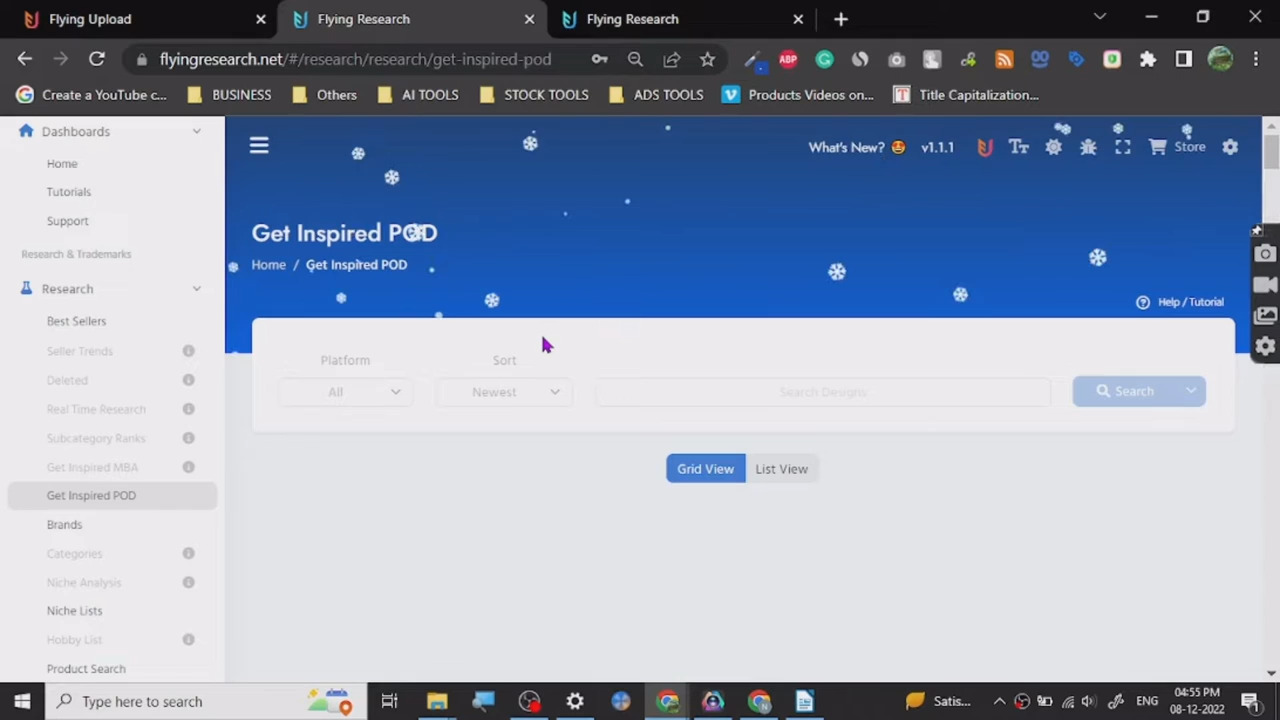 Flying Upload
Flying Research
Flying Research
flyingresearch.net/#/research/research/get-inspired-pod
ABP
Create a YouTube c...
BUSINESS
Others
AI TOOLS
STOCK TOOLS
ADS TOOLS
Products Videos on...
Title Capitalization...
Dashboards
Home
Tutorials
Support
Research & Trademarks
Research
Best Sellers
Seller Trends
Deleted
Real Time Research
Subcategory Ranks
Get Inspired MBA
Get Inspired POD
Brands
Categories
Niche Analysis
Niche Lists
Hobby List
Product Search
What's New?
v1.1.1
Store
Get Inspired POD
Home / Get Inspired POD
Help / Tutorial
Platform
Sort
All
Newest
Search Designs
Search
Grid View
List View
Type here to search
Satis...
ENG
04:55 PM
08-12-2022
1